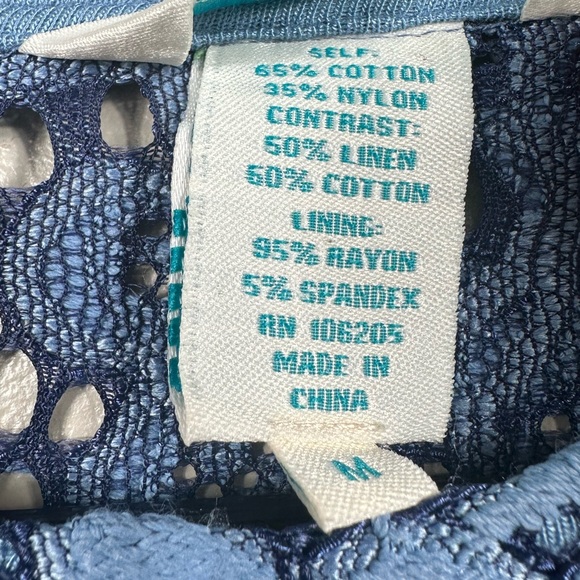 SELF:
65% COTTON
35% NYLON
CONTRAST:
50% LINEN
50% COTTON
LINING:
95% RAYON
5% SPANDEX
RN 106205
MADE IN
CHINA
M